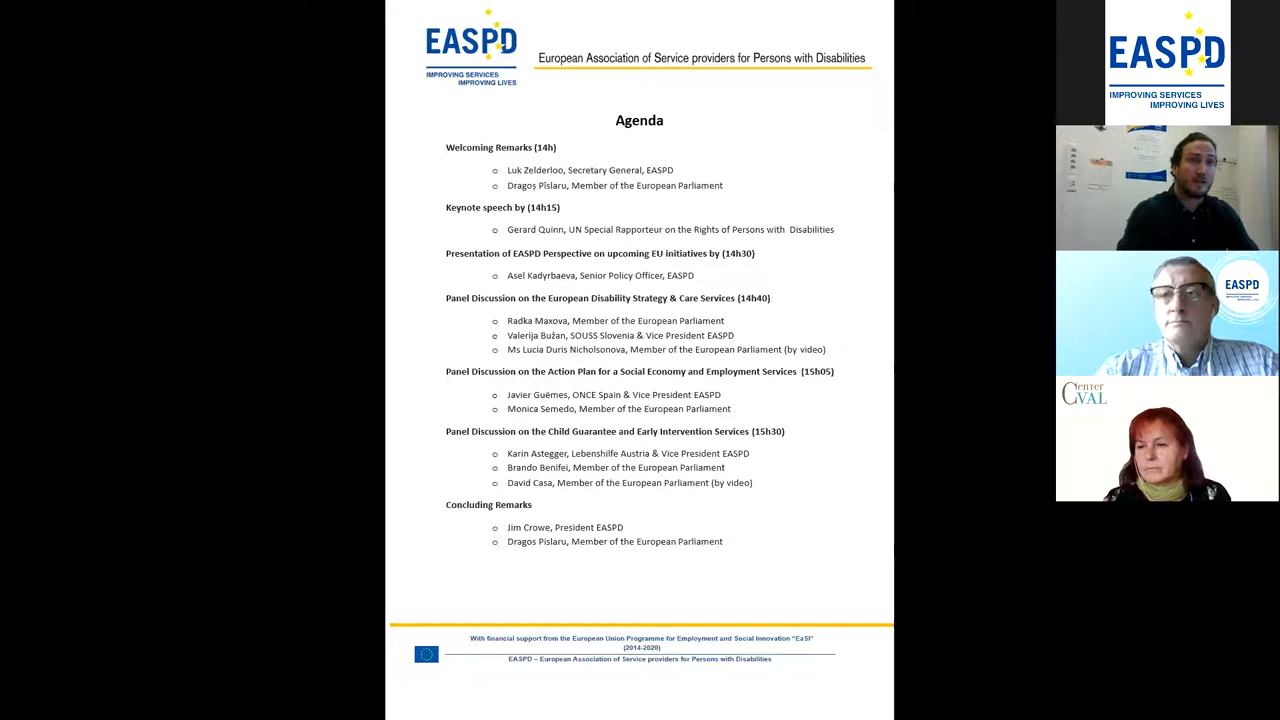 EASPD
IMPROVING SERVICES
IMPROVING LIVES
European Association of Service providers for Persons with Disabilities
Agenda
Welcoming Remarks (14h)
o Luk Zelderloo, Secretary General, EASPD
o Dragoș Pîslaru, Member of the European Parliament
Keynote speech by (14h15)
o Gerard Quinn, UN Special Rapporteur on the Rights of Persons with Disabilities
Presentation of EASPD Perspective on upcoming EU initiatives by (14h30)
o Asel Kadyrbaeva, Senior Policy Officer, EASPD
Panel Discussion on the European Disability Strategy & Care Services (14h40)
o Radka Maxova, Member of the European Parliament
o Valerija Bužan, SOUSS Slovenia & Vice President EASPD
o Ms Lucia Duris Nicholsonova, Member of the European Parliament (by video)
Panel Discussion on the Action Plan for a Social Economy and Employment Services (15h05)
o Javier Guëmes, ONCE Spain & Vice President EASPD
o Monica Semedo, Member of the European Parliament
Panel Discussion on the Child Guarantee and Early Intervention Services (15h30)
o Karin Astegger, Lebenshilfe Austria & Vice President EASPD
o Brando Benifei, Member of the European Parliament
o David Casa, Member of the European Parliament (by video)
Concluding Remarks
o Jim Crowe, President EASPD
o Dragos Pislaru, Member of the European Parliament
With financial support from the European Union Programme for Employment and Social Innovation "EaSI"
(2014-2020)
EASPD – European Association of Service providers for Persons with Disabilities
EASPD
IMPROVING SERVICES
IMPROVING LIVES
EASPD
Center
CVAL